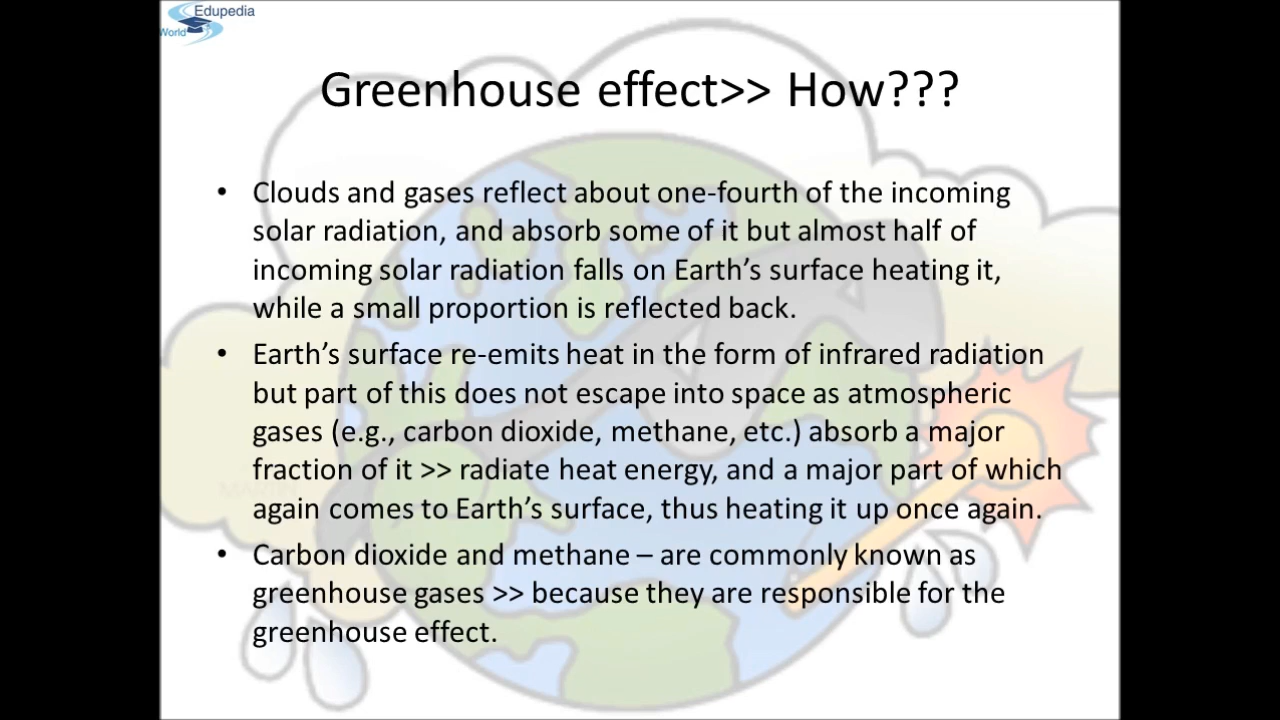 Edupedia
World
Greenhouse effect>> How???
• Clouds and gases reflect about one-fourth of the incoming
solar radiation, and absorb some of it but almost half of
incoming solar radiation falls on Earth’s surface heating it,
while a small proportion is reflected back.
• Earth’s surface re-emits heat in the form of infrared radiation
but part of this does not escape into space as atmospheric
gases (e.g., carbon dioxide, methane, etc.) absorb a major
fraction of it >> radiate heat energy, and a major part of which
again comes to Earth’s surface, thus heating it up once again.
• Carbon dioxide and methane – are commonly known as
greenhouse gases >> because they are responsible for the
greenhouse effect.